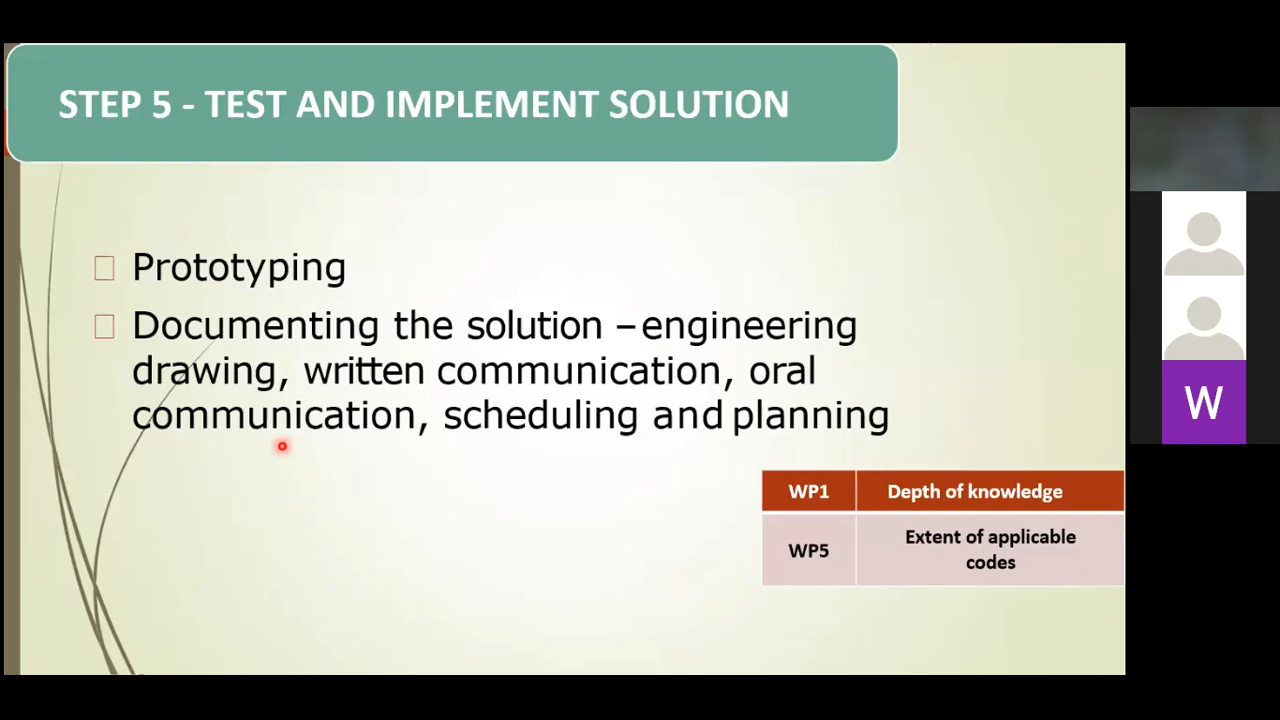 STEP 5 - TEST AND IMPLEMENT SOLUTION
Prototyping
Documenting the solution – engineering
drawing, written communication, oral
communication, scheduling and planning
WP1 Depth of knowledge
WP5 Extent of applicable
codes
W